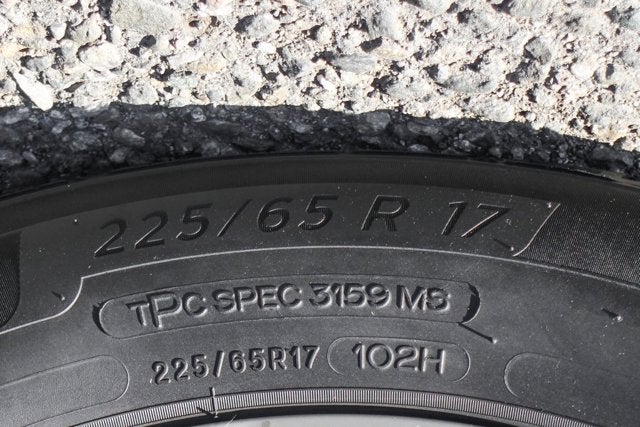 225/65 R 17
TPC SPEC 3159 MS
225/65R17 102H